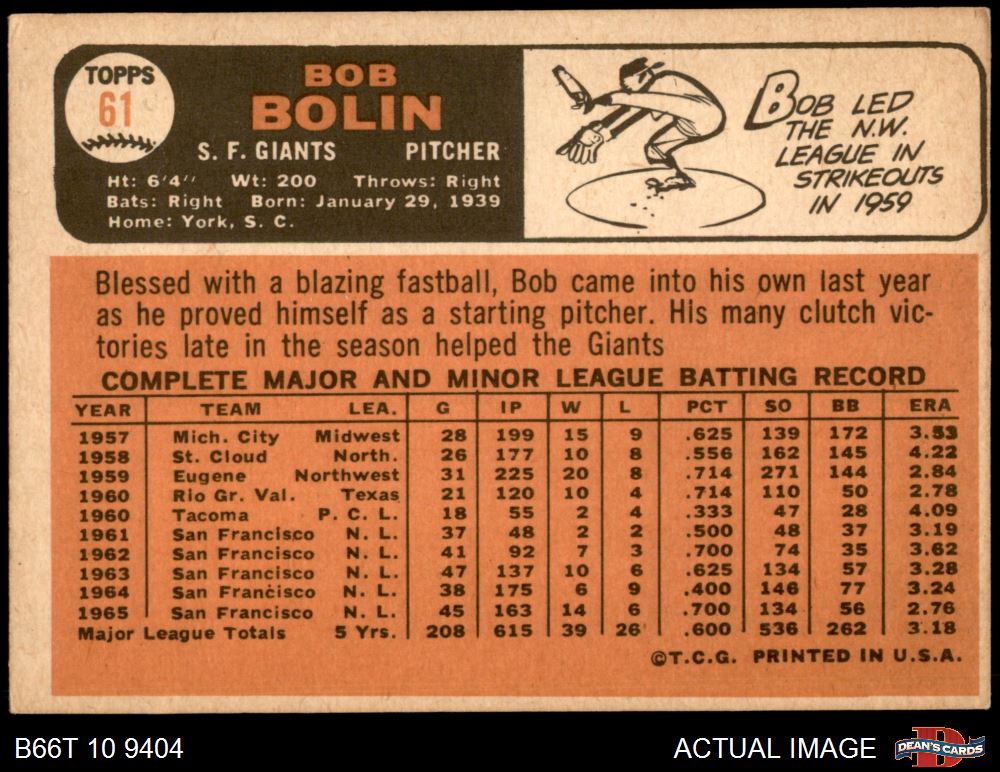 TOPPS
61
BOB
BOLIN
S. F. GIANTS PITCHER
Ht: 6'4" Wt: 200 Throws: Right
Bats: Right Born: January 29, 1939
Home: York, S. C.
BOB LED
THE N.W.
LEAGUE IN
STRIKEOUTS
IN 1959
Blessed with a blazing fastball, Bob came into his own last year
as he proved himself as a starting pitcher. His many clutch vic-
tories late in the season helped the Giants
COMPLETE MAJOR AND MINOR LEAGUE BATTING RECORD
YEAR TEAM LEA. G IP W L PCT SO BB ERA
1957 Mich. City Midwest 28 199 15 9 .625 139 172 3.53
1958 St. Cloud North. 26 177 10 8 .556 162 145 4.22
1959 Eugene Northwest 31 225 20 8 .714 271 144 2.84
1960 Rio Gr. Val. Texas 21 120 10 4 .714 110 50 2.78
1960 Tacoma P. C. L. 18 55 2 4 .333 47 28 4.09
1961 San Francisco N. L. 37 48 2 2 .500 48 37 3.19
1962 San Francisco N. L. 41 92 7 3 .700 74 35 3.62
1963 San Francisco N. L. 47 137 10 6 .625 134 57 3.28
1964 San Francisco N. L. 38 175 6 9 .400 146 77 3.24
1965 San Francisco N. L. 45 163 14 6 .700 134 56 2.76
Major League Totals 5 Yrs. 208 615 39 26 .600 536 262 3.18
©T.C.G. PRINTED IN U.S.A.
B66T 10 9404 ACTUAL IMAGE DEAN'S CARDS